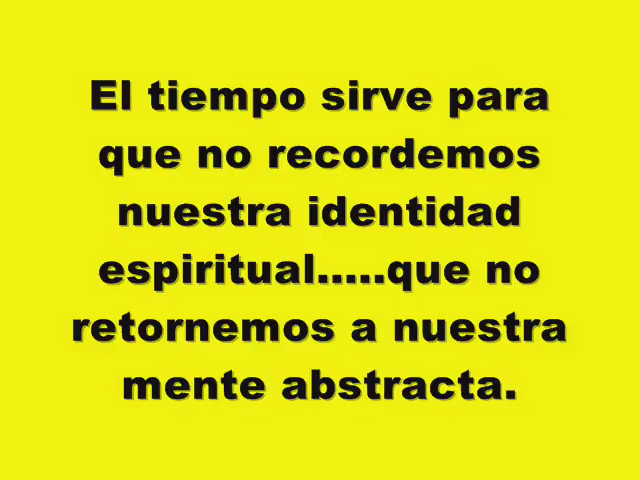 El tiempo sirve para
que no recordemos
nuestra identidad
espiritual.....que no
retornemos a nuestra
mente abstracta.